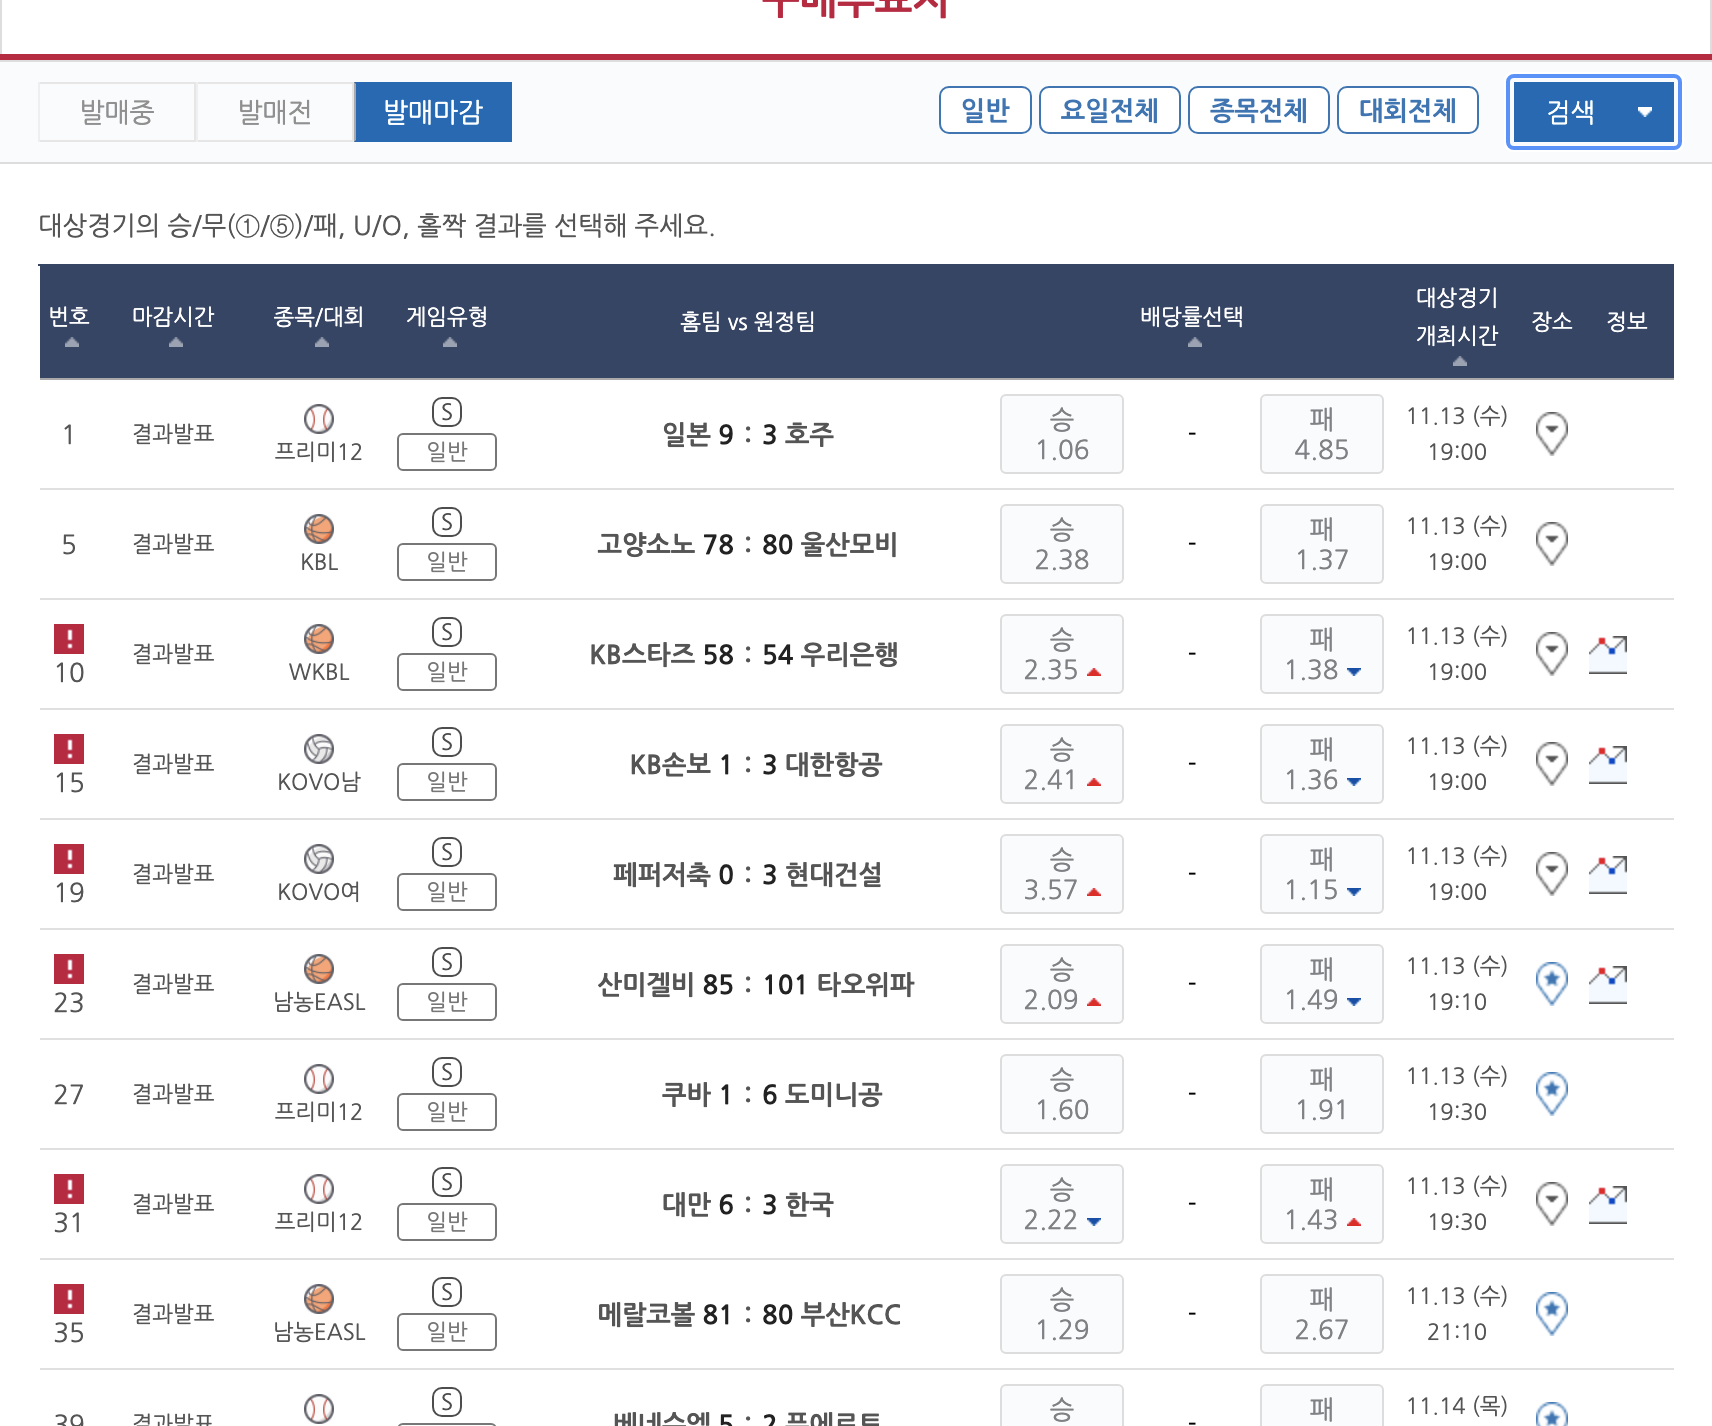 구매투표지
발매중 발매전 발매마감 일반 요일전체 종목전체 대회전체 검색
대상경기의 승/무(①/⑤)/패, U/O, 홀짝 결과를 선택해 주세요.
번호 마감시간 종목/대회 게임유형 홈팀 vs 원정팀 배당률선택 대상경기 개최시간 장소 정보
1 결과발표 프리미12 S 일반 일본 9 : 3 호주 승 1.06 - 패 4.85 11.13 (수) 19:00
5 결과발표 KBL S 일반 고양소노 78 : 80 울산모비 승 2.38 - 패 1.37 11.13 (수) 19:00
! 10 결과발표 WKBL S 일반 KB스타즈 58 : 54 우리은행 승 2.35 - 패 1.38 11.13 (수) 19:00
! 15 결과발표 KOVO남 S 일반 KB손보 1 : 3 대한항공 승 2.41 - 패 1.36 11.13 (수) 19:00
! 19 결과발표 KOVO여 S 일반 페퍼저축 0 : 3 현대건설 승 3.57 - 패 1.15 11.13 (수) 19:00
! 23 결과발표 남농EASL S 일반 산미겔비 85 : 101 타오위파 승 2.09 - 패 1.49 11.13 (수) 19:10
27 결과발표 프리미12 S 일반 쿠바 1 : 6 도미니공 승 1.60 - 패 1.91 11.13 (수) 19:30
! 31 결과발표 프리미12 S 일반 대만 6 : 3 한국 승 2.22 - 패 1.43 11.13 (수) 19:30
! 35 결과발표 남농EASL S 일반 메랄코볼 81 : 80 부산KCC 승 1.29 - 패 2.67 11.13 (수) 21:10
39 결과발표 S 베네수엘 5 : 2 푸에르토 승 - 패 11.14 (목)